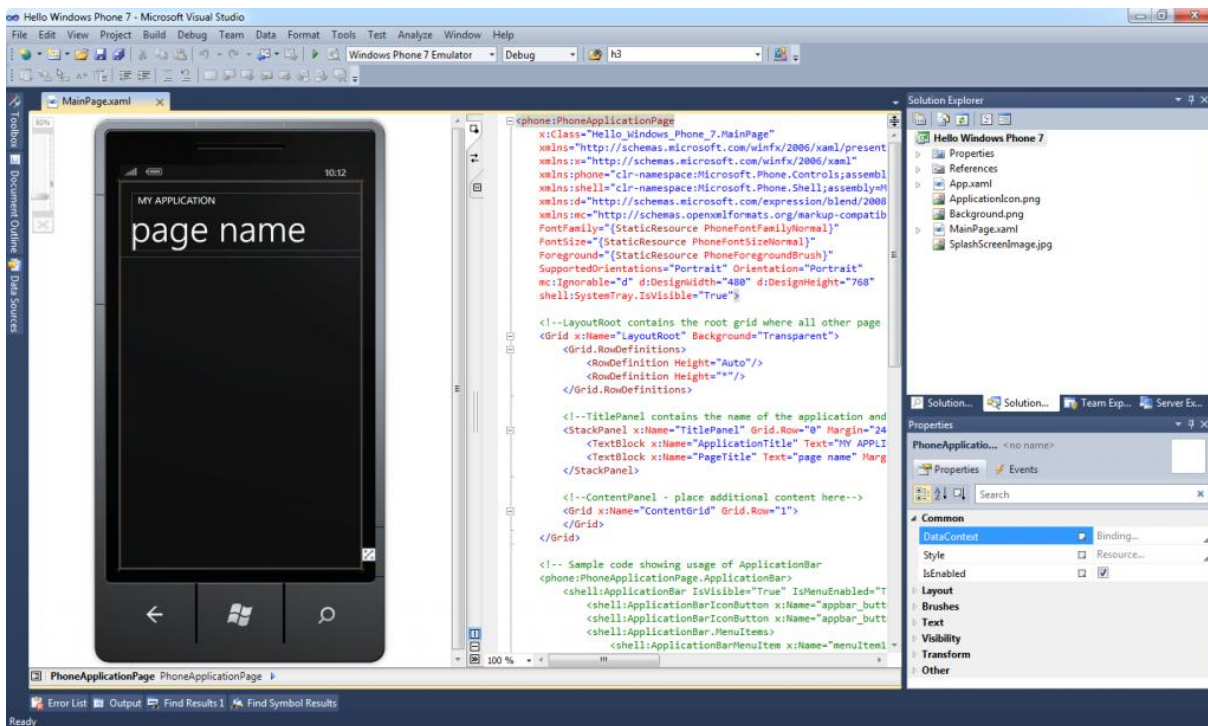 Hello Windows Phone 7 - Microsoft Visual Studio
File Edit View Project Build Debug Team Data Format Tools Test Analyze Window Help
Windows Phone 7 Emulator Debug h3
MainPage.xaml
Toolbox
Document Outline
Data Sources
10:12
MY APPLICATION
page name
<phone:PhoneApplicationPage
x:Class="Hello_Windows_Phone_7.MainPage"
xmlns="http://schemas.microsoft.com/winfx/2006/xaml/present
xmlns:x="http://schemas.microsoft.com/winfx/2006/xaml"
xmlns:phone="clr-namespace:Microsoft.Phone.Controls;assembl
xmlns:shell="clr-namespace:Microsoft.Phone.Shell;assembly=M
xmlns:d="http://schemas.microsoft.com/expression/blend/2008
xmlns:mc="http://schemas.openxmlformats.org/markup-compatib
FontFamily="{StaticResource PhoneFontFamilyNormal}"
FontSize="{StaticResource PhoneFontSizeNormal}"
Foreground="{StaticResource PhoneForegroundBrush}"
SupportedOrientations="Portrait" Orientation="Portrait"
mc:Ignorable="d" d:DesignWidth="480" d:DesignHeight="768"
shell:SystemTray.IsVisible="True">
<!--LayoutRoot contains the root grid where all other page
<Grid x:Name="LayoutRoot" Background="Transparent">
<Grid.RowDefinitions>
<RowDefinition Height="Auto"/>
<RowDefinition Height="*"/>
</Grid.RowDefinitions>
<!--TitlePanel contains the name of the application and
<StackPanel x:Name="TitlePanel" Grid.Row="0" Margin="24
<TextBlock x:Name="ApplicationTitle" Text="MY APPLI
<TextBlock x:Name="PageTitle" Text="page name" Marg
</StackPanel>
<!--ContentPanel - place additional content here-->
<Grid x:Name="ContentGrid" Grid.Row="1">
</Grid>
</Grid>
<!-- Sample code showing usage of ApplicationBar
<phone:PhoneApplicationPage.ApplicationBar>
<shell:ApplicationBar IsVisible="True" IsMenuEnabled="T
<shell:ApplicationBarIconButton x:Name="appbar_butt
<shell:ApplicationBarIconButton x:Name="appbar_butt
<shell:ApplicationBar.MenuItems>
<shell:ApplicationBarMenuItem x:Name="menuItem1
100 %
PhoneApplicationPage PhoneApplicationPage
Solution Explorer
Hello Windows Phone 7
Properties
References
App.xaml
ApplicationIcon.png
Background.png
MainPage.xaml
SplashScreenImage.jpg
Solution... Solution... Team Exp... Server Ex...
Properties
PhoneApplicatio... <no name>
Properties Events
Search
Common
DataContext Binding...
Style Resource...
IsEnabled
Layout
Brushes
Text
Visibility
Transform
Other
Error List Output Find Results 1 Find Symbol Results
Ready